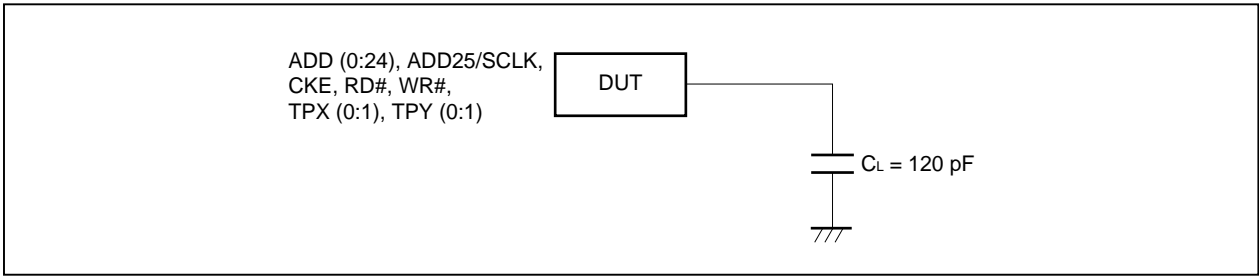 ADD (0:24), ADD25/SCLK,
CKE, RD#, WR#,
TPX (0:1), TPY (0:1)
DUT
CL = 120 pF